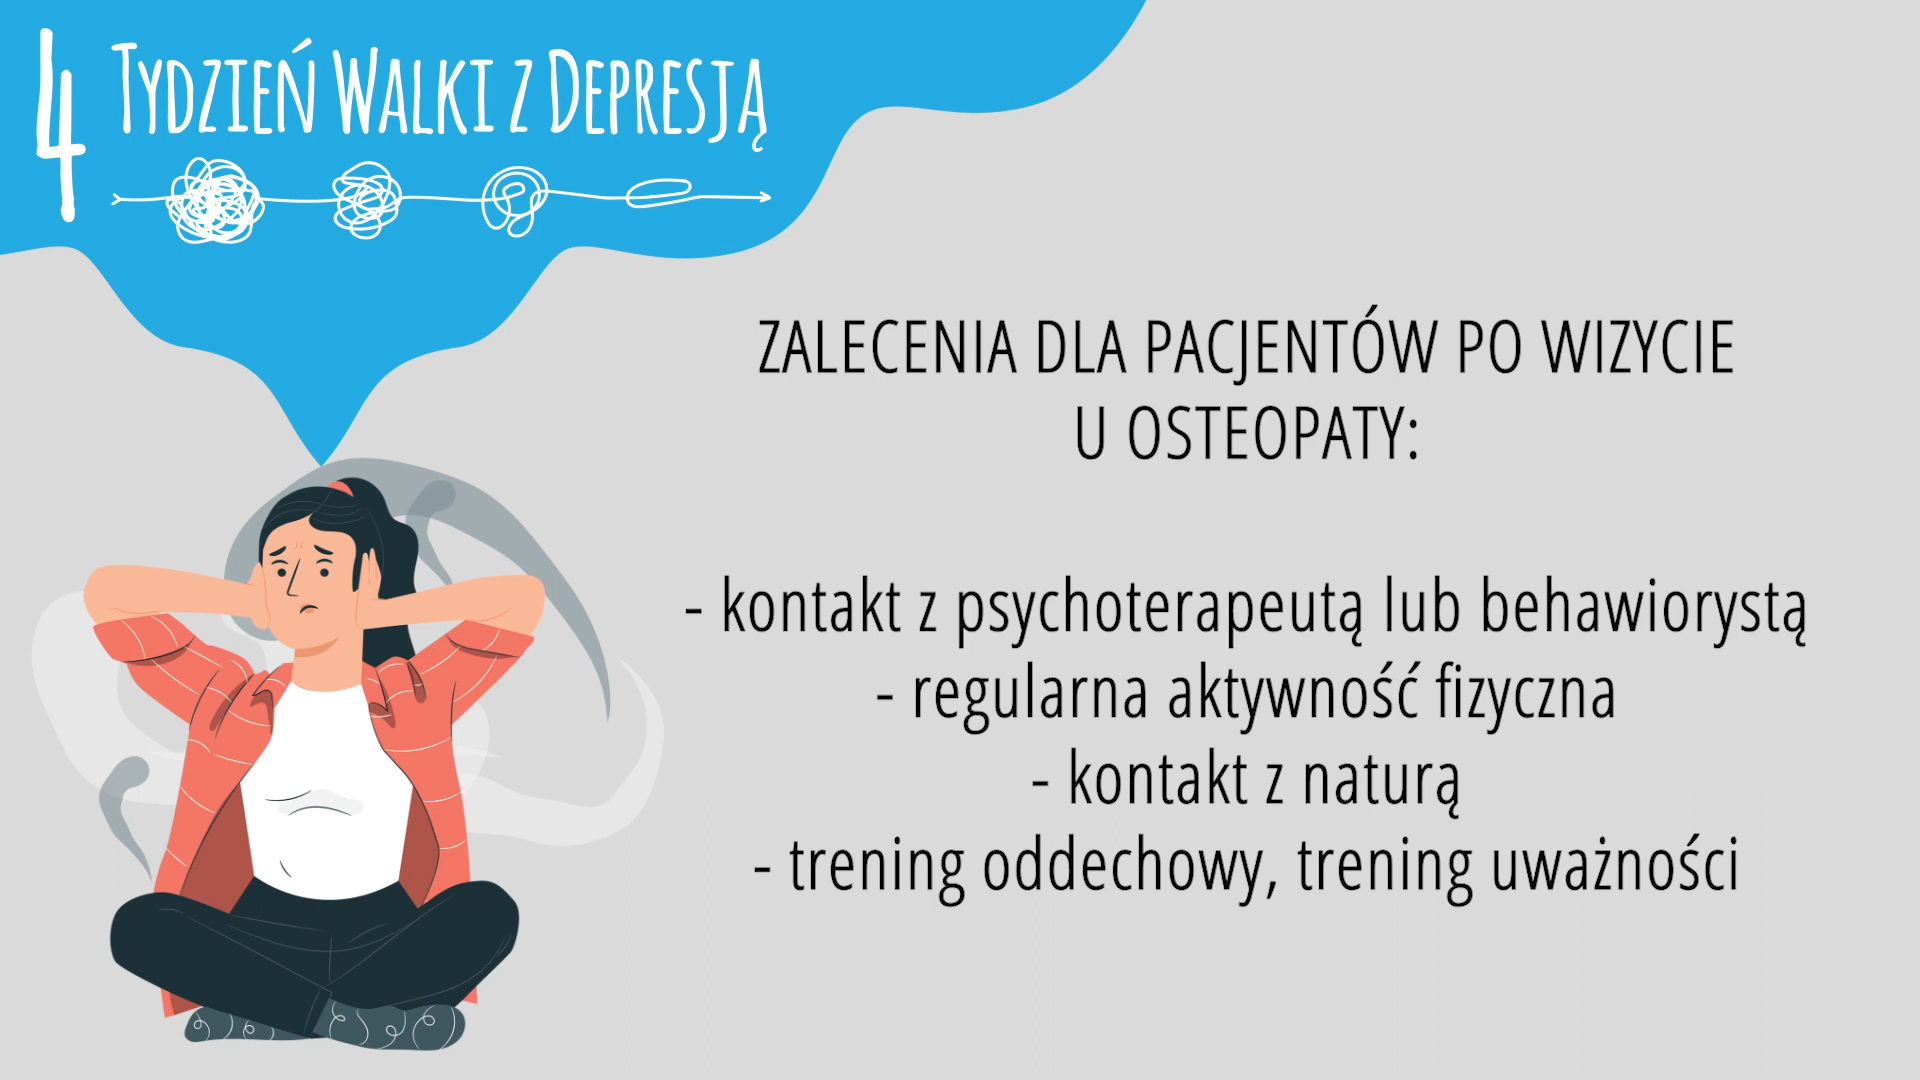 4 Tydzień Walki z Depresją
ZALECENIA DLA PACJENTÓW PO WIZYCIE
U OSTEOPATY:
- kontakt z psychoterapeutą lub behawiorystą
- regularna aktywność fizyczna
- kontakt z naturą
- trening oddechowy, trening uważności